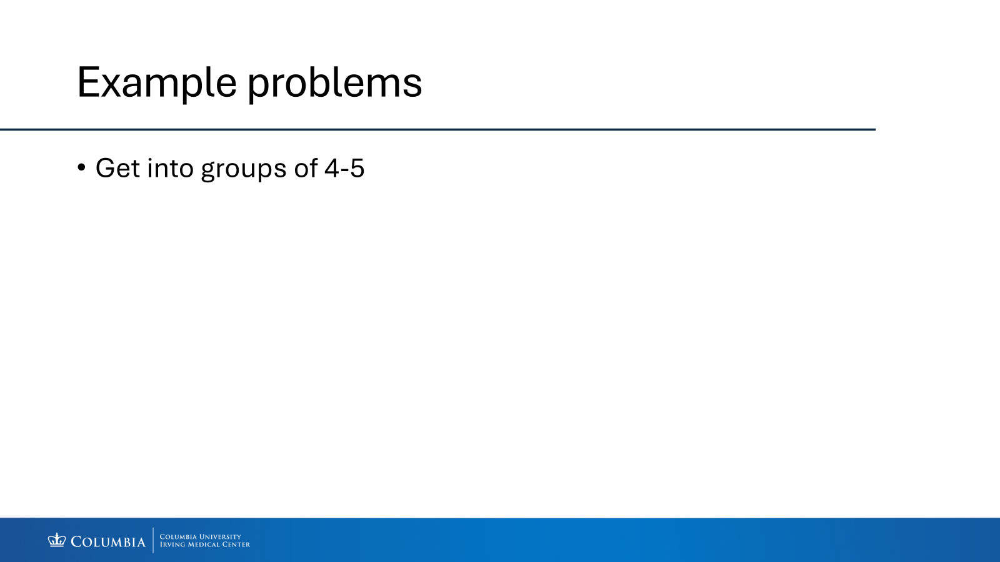 Example problems
• Get into groups of 4-5
COLUMBIA
COLUMBIA UNIVERSITY
IRVING MEDICAL CENTER